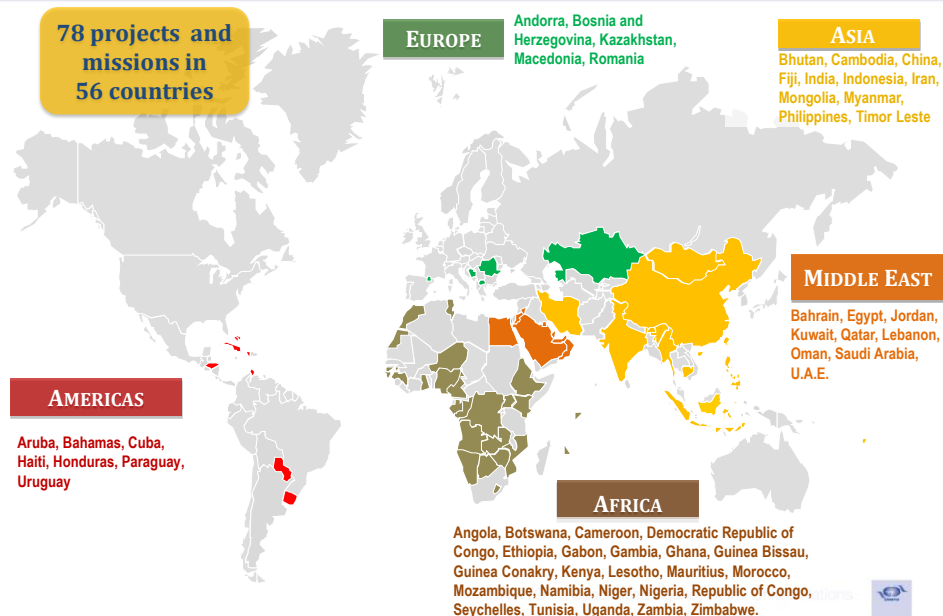 78 projects and
missions in
56 countries
EUROPE
Andorra, Bosnia and
Herzegovina, Kazakhstan,
Macedonia, Romania
ASIA
Bhutan, Cambodia, China,
Fiji, India, Indonesia, Iran,
Mongolia, Myanmar,
Philippines, Timor Leste
MIDDLE EAST
Bahrain, Egypt, Jordan,
Kuwait, Qatar, Lebanon,
Oman, Saudi Arabia,
U.A.E.
AMERICAS
Aruba, Bahamas, Cuba,
Haiti, Honduras, Paraguay,
Uruguay
AFRICA
Angola, Botswana, Cameroon, Democratic Republic of
Congo, Ethiopia, Gabon, Gambia, Ghana, Guinea Bissau,
Guinea Conakry, Kenya, Lesotho, Mauritius, Morocco,
Mozambique, Namibia, Niger, Nigeria, Republic of Congo,
Seychelles, Tunisia, Uganda, Zambia, Zimbabwe.